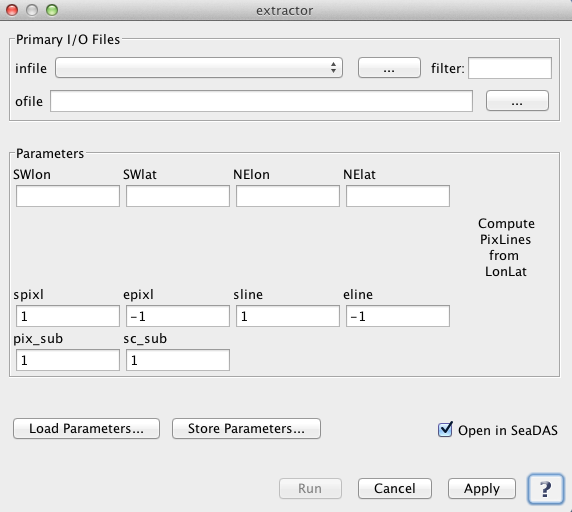 extractor
Primary I/O Files
infile ... filter:
ofile ...
Parameters
SWlon SWlat NElon NElat
Compute
PixLines
from
LonLat
spixl epixl sline eline
1 -1 1 -1
pix_sub sc_sub
1 1
Load Parameters... Store Parameters... Open in SeaDAS
Run Cancel Apply ?